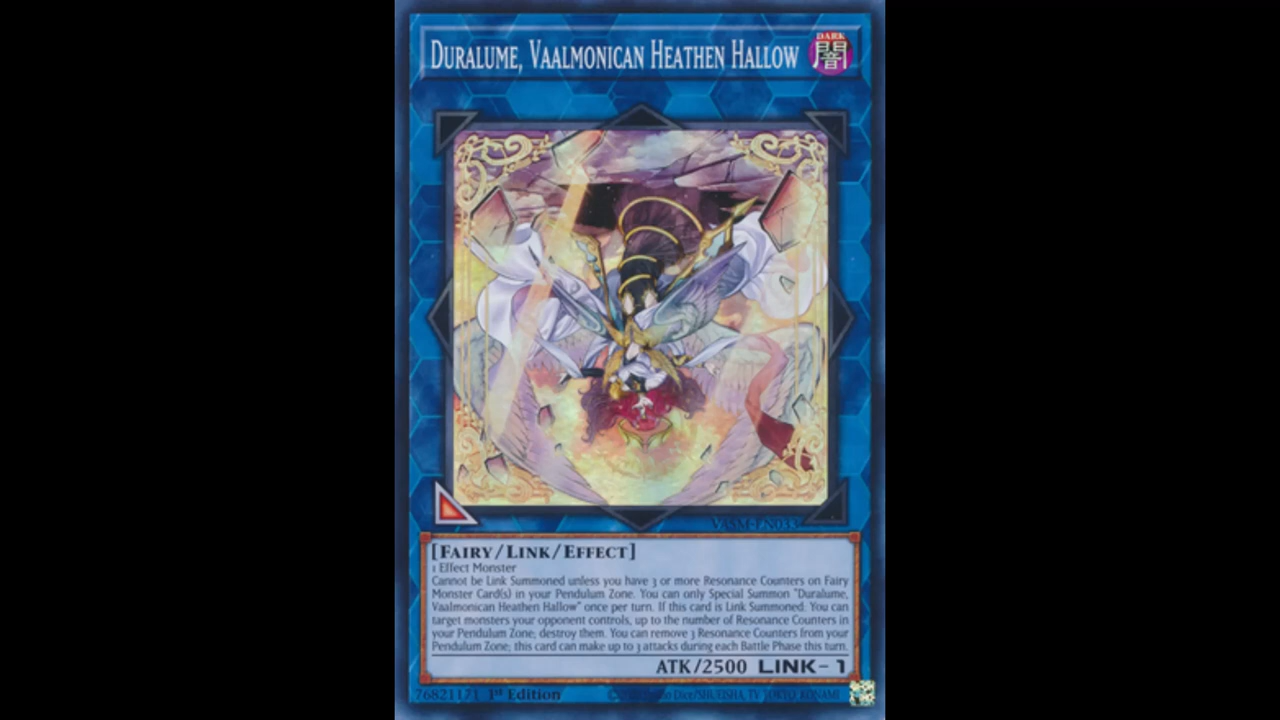 DURALUME, VAALMONICAN HEATHEN HALLOW
DARK
闇
VASM-EN033
[FAIRY/LINK/EFFECT]
1 Effect Monster
Cannot be Link Summoned unless you have 3 or more Resonance Counters on Fairy
Monster Card(s) in your Pendulum Zone. You can only Special Summon "Duralume,
Vaalmonican Heathen Hallow" once per turn. If this card is Link Summoned: You can
target monsters your opponent controls, up to the number of Resonance Counters in
your Pendulum Zone; destroy them. You can remove 3 Resonance Counters from your
Pendulum Zone; this card can make up to 3 attacks during each Battle Phase this turn.
ATK/2500 LINK-1
76821171 1st Edition Dice/SHUEISHA, TV TOKYO, KONAMI